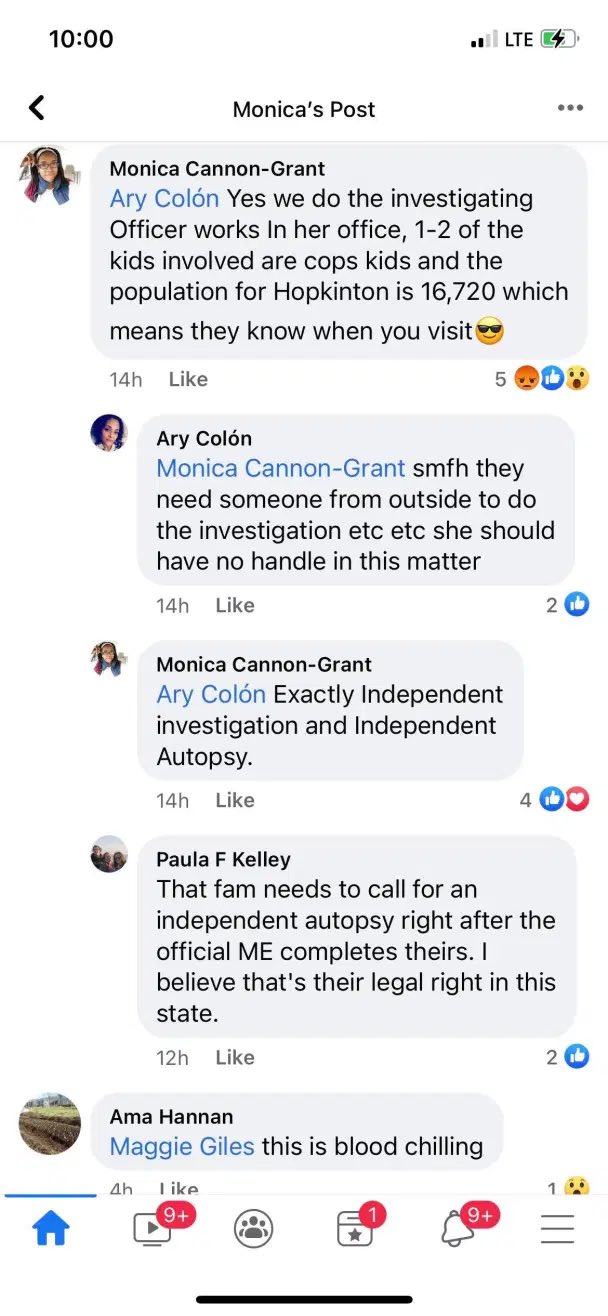 10:00
LTE
Monica's Post
Monica Cannon-Grant
Ary Colón Yes we do the investigating
Officer works In her office, 1-2 of the
kids involved are cops kids and the
population for Hopkinton is 16,720 which
means they know when you visit😎
14h Like 5
Ary Colón
Monica Cannon-Grant smfh they
need someone from outside to do
the investigation etc etc she should
have no handle in this matter
14h Like 2
Monica Cannon-Grant
Ary Colón Exactly Independent
investigation and Independent
Autopsy.
14h Like 4
Paula F Kelley
That fam needs to call for an
independent autopsy right after the
official ME completes theirs. I
believe that's their legal right in this
state.
12h Like 2
Ama Hannan
Maggie Giles this is blood chilling
4h Like 1
9+ 1 9+